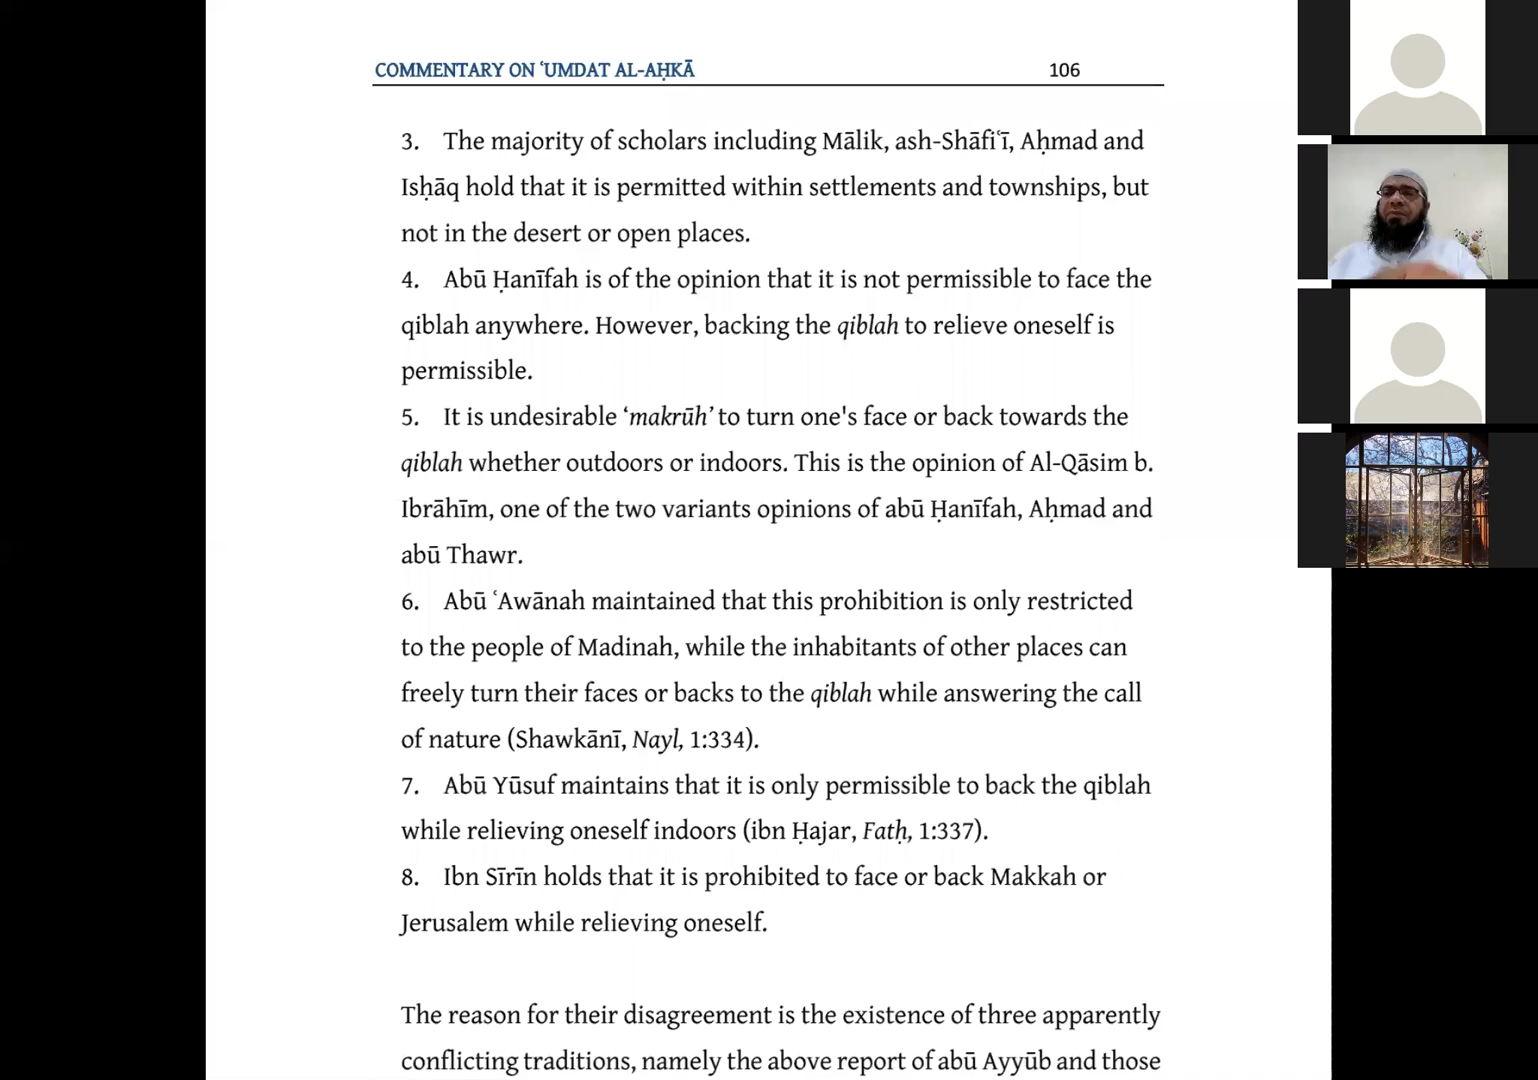 COMMENTARY ON ʿUMDAT AL-AḤKĀ 106
3. The majority of scholars including Mālik, ash-Shāfiʿī, Aḥmad and
Isḥāq hold that it is permitted within settlements and townships, but
not in the desert or open places.
4. Abū Ḥanīfah is of the opinion that it is not permissible to face the
qiblah anywhere. However, backing the qiblah to relieve oneself is
permissible.
5. It is undesirable ‘makrūh’ to turn one's face or back towards the
qiblah whether outdoors or indoors. This is the opinion of Al-Qāsim b.
Ibrāhīm, one of the two variants opinions of abū Ḥanīfah, Aḥmad and
abū Thawr.
6. Abū ʿAwānah maintained that this prohibition is only restricted
to the people of Madinah, while the inhabitants of other places can
freely turn their faces or backs to the qiblah while answering the call
of nature (Shawkānī, Nayl, 1:334).
7. Abū Yūsuf maintains that it is only permissible to back the qiblah
while relieving oneself indoors (ibn Ḥajar, Fatḥ, 1:337).
8. Ibn Sīrīn holds that it is prohibited to face or back Makkah or
Jerusalem while relieving oneself.
The reason for their disagreement is the existence of three apparently
conflicting traditions, namely the above report of abū Ayyūb and those